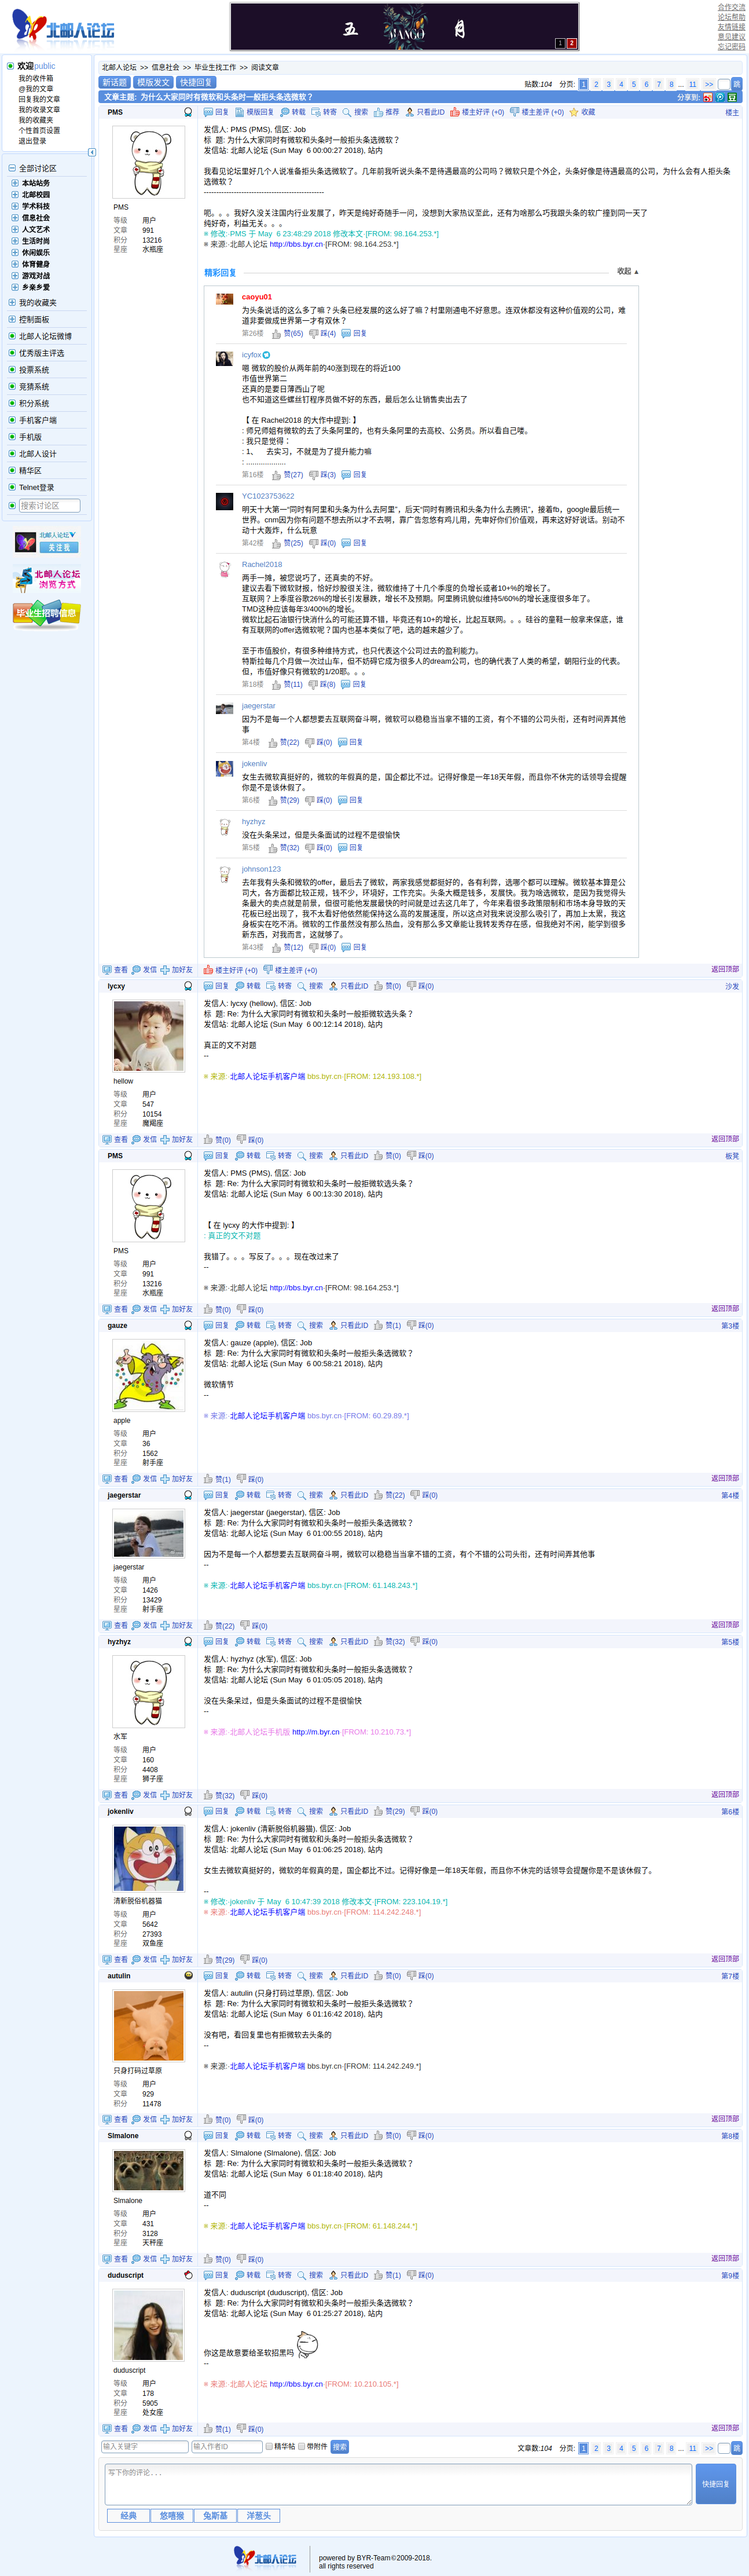 北邮人论坛
五 MANGO 月
1 2
合作交流
论坛帮助
友情链接
意见建议
忘记密码
欢迎public
我的收件箱
@我的文章
回复我的文章
我的收录文章
我的收藏夹
个性首页设置
退出登录
全部讨论区
本站站务
北邮校园
学术科技
信息社会
人文艺术
生活时尚
休闲娱乐
体育健身
游戏对战
乡亲乡爱
我的收藏夹
控制面板
北邮人论坛微博
优秀版主评选
投票系统
竞猜系统
积分系统
手机客户端
手机版
北邮人设计
精华区
Telnet登录
搜索讨论区
北邮人论坛
关注我
北邮人论坛
浏览方式
毕业生招聘信息
北邮人论坛 >> 信息社会 >> 毕业生找工作 >> 阅读文章
新话题 模版发文 快捷回复
贴数:104 分页: 1 2 3 4 5 6 7 8 ... 11 >> 跳
文章主题: 为什么大家同时有微软和头条时一般拒头条选微软？ 分享到:
PMS 回复 模版回复 转载 转寄 搜索 推荐 只看此ID 楼主好评 (+0) 楼主差评 (+0) 收藏 楼主
PMS
等级 用户
文章 991
积分 13216
星座 水瓶座
发信人: PMS (PMS), 信区: Job
标 题: 为什么大家同时有微软和头条时一般拒头条选微软？
发信站: 北邮人论坛 (Sun May 6 00:00:27 2018), 站内
我看见论坛里好几个人说准备拒头条选微软了。几年前我听说头条不是待遇最高的公司吗？微软只是个外企，头条好像是待遇最高的公司，为什么会有人拒头条选微软？
呃。。。我好久没关注国内行业发展了，昨天是纯好奇随手一问，没想到大家热议至此，还有为啥那么巧我跟头条的软广撞到同一天了
纯好奇，利益无关。。。
※ 修改:·PMS 于 May 6 23:48:29 2018 修改本文·[FROM: 98.164.253.*]
※ 来源:·北邮人论坛 http://bbs.byr.cn·[FROM: 98.164.253.*]
精彩回复 收起 ▲
caoyu01
为头条说话的这么多了嘛？头条已经发展的这么好了嘛？村里刚通电不好意思。连双休都没有这种价值观的公司，难道非要做成世界第一才有双休？
第26楼 赞(65) 踩(4) 回复
icyfox
嗯 微软的股价从两年前的40涨到现在的将近100
市值世界第二
还真的是要日薄西山了呢
也不知道这些螺丝钉程序员做不好的东西，最后怎么让销售卖出去了
【 在 Rachel2018 的大作中提到: 】
: 师兄师姐有微软的去了头条阿里的，也有头条阿里的去高校、公务员。所以看自己喽。
: 我只是觉得：
: 1、 去实习，不就是为了提升能力嘛
: ...................
第16楼 赞(27) 踩(3) 回复
YC1023753622
明天十大第一“同时有阿里和头条为什么去阿里”，后天“同时有腾讯和头条为什么去腾讯”，接着fb，google最后统一世界。cnm因为你有问题不想去所以才不去啊，靠广告忽悠有鸡儿用，先审好你们价值观，再来这好好说话。别动不动十大轰炸，什么玩意
第42楼 赞(25) 踩(0) 回复
Rachel2018
两手一摊，被您说巧了，还真卖的不好。
建议去看下微软财报，恰好炒股很关注，微软维持了十几个季度的负增长或者10+%的增长了。
互联网？上季度谷歌26%的增长引发暴跌，增长不及预期。阿里腾讯貌似维持5/60%的增长速度很多年了。
TMD这种应该每年3/400%的增长。
微软比起石油银行快消什么的可能还算不错，毕竟还有10+的增长，比起互联网。。。硅谷的童鞋一般拿来保底，谁有互联网的offer选微软呢？国内也基本类似了吧，选的越来越少了。
至于市值股价，有很多种维持方式，也只代表这个公司过去的盈利能力。
特斯拉每几个月做一次过山车，但不妨碍它成为很多人的dream公司，也的确代表了人类的希望，朝阳行业的代表。但，市值好像只有微软的1/20耶。。。
第18楼 赞(11) 踩(8) 回复
jaegerstar
因为不是每一个人都想要去互联网奋斗啊，微软可以稳稳当当拿不错的工资，有个不错的公司头衔，还有时间弄其他事
第4楼 赞(22) 踩(0) 回复
jokenliv
女生去微软真挺好的，微软的年假真的是，国企都比不过。记得好像是一年18天年假，而且你不休完的话领导会提醒你是不是该休假了。
第6楼 赞(29) 踩(0) 回复
hyzhyz
没在头条呆过，但是头条面试的过程不是很愉快
第5楼 赞(32) 踩(0) 回复
johnson123
去年我有头条和微软的offer，最后去了微软，两家我感觉都挺好的，各有利弊，选哪个都可以理解。微软基本算是公司大，各方面都比较正规，钱不少，环境好，工作充实。头条大概是钱多，发展快。我为啥选微软，是因为我觉得头条最大的卖点就是前景，但很可能他发展最快的时间就是过去这几年了，今年来看很多政策限制和市场本身导致的天花板已经出现了，我不太看好他依然能保持这么高的发展速度，所以这点对我来说没那么吸引了，再加上太累，我这身板实在吃不消。微软的工作虽然没有那么热血，没有那么多文章能让我转发秀存在感，但我绝对不闲，能学到很多新东西，对我而言，这就够了。
第43楼 赞(12) 踩(0) 回复
查看 发信 加好友 楼主好评 (+0) 楼主差评 (+0) 返回顶部
lycxy 回复 转载 转寄 搜索 只看此ID 赞(0) 踩(0) 沙发
hellow
等级 用户
文章 547
积分 10154
星座 魔羯座
发信人: lycxy (hellow), 信区: Job
标 题: Re: 为什么大家同时有微软和头条时一般拒微软选头条？
发信站: 北邮人论坛 (Sun May 6 00:12:14 2018), 站内
真正的文不对题
--
※ 来源:·北邮人论坛手机客户端 bbs.byr.cn·[FROM: 124.193.108.*]
查看 发信 加好友 赞(0) 踩(0) 返回顶部
PMS 回复 转载 转寄 搜索 只看此ID 赞(0) 踩(0) 板凳
PMS
等级 用户
文章 991
积分 13216
星座 水瓶座
发信人: PMS (PMS), 信区: Job
标 题: Re: 为什么大家同时有微软和头条时一般拒微软选头条？
发信站: 北邮人论坛 (Sun May 6 00:13:30 2018), 站内
【 在 lycxy 的大作中提到: 】
: 真正的文不对题
我错了。。。写反了。。。现在改过来了
--
※ 来源:·北邮人论坛 http://bbs.byr.cn·[FROM: 98.164.253.*]
查看 发信 加好友 赞(0) 踩(0) 返回顶部
gauze 回复 转载 转寄 搜索 只看此ID 赞(1) 踩(0) 第3楼
apple
等级 用户
文章 36
积分 1562
星座 射手座
发信人: gauze (apple), 信区: Job
标 题: Re: 为什么大家同时有微软和头条时一般拒头条选微软？
发信站: 北邮人论坛 (Sun May 6 00:58:21 2018), 站内
微软情节
--
※ 来源:·北邮人论坛手机客户端 bbs.byr.cn·[FROM: 60.29.89.*]
查看 发信 加好友 赞(1) 踩(0) 返回顶部
jaegerstar 回复 转载 转寄 搜索 只看此ID 赞(22) 踩(0) 第4楼
jaegerstar
等级 用户
文章 1426
积分 13429
星座 射手座
发信人: jaegerstar (jaegerstar), 信区: Job
标 题: Re: 为什么大家同时有微软和头条时一般拒头条选微软？
发信站: 北邮人论坛 (Sun May 6 01:00:55 2018), 站内
因为不是每一个人都想要去互联网奋斗啊，微软可以稳稳当当拿不错的工资，有个不错的公司头衔，还有时间弄其他事
--
※ 来源:·北邮人论坛手机客户端 bbs.byr.cn·[FROM: 61.148.243.*]
查看 发信 加好友 赞(22) 踩(0) 返回顶部
hyzhyz 回复 转载 转寄 搜索 只看此ID 赞(32) 踩(0) 第5楼
水军
等级 用户
文章 160
积分 4408
星座 狮子座
发信人: hyzhyz (水军), 信区: Job
标 题: Re: 为什么大家同时有微软和头条时一般拒头条选微软？
发信站: 北邮人论坛 (Sun May 6 01:05:05 2018), 站内
没在头条呆过，但是头条面试的过程不是很愉快
--
※ 来源:·北邮人论坛手机版 http://m.byr.cn·[FROM: 10.210.73.*]
查看 发信 加好友 赞(32) 踩(0) 返回顶部
jokenliv 回复 转载 转寄 搜索 只看此ID 赞(29) 踩(0) 第6楼
清新脱俗机器猫
等级 用户
文章 5642
积分 27393
星座 双鱼座
发信人: jokenliv (清新脱俗机器猫), 信区: Job
标 题: Re: 为什么大家同时有微软和头条时一般拒头条选微软？
发信站: 北邮人论坛 (Sun May 6 01:06:25 2018), 站内
女生去微软真挺好的，微软的年假真的是，国企都比不过。记得好像是一年18天年假，而且你不休完的话领导会提醒你是不是该休假了。
--
※ 修改:·jokenliv 于 May 6 10:47:39 2018 修改本文·[FROM: 223.104.19.*]
※ 来源:·北邮人论坛手机客户端 bbs.byr.cn·[FROM: 114.242.248.*]
查看 发信 加好友 赞(29) 踩(0) 返回顶部
autulin 回复 转载 转寄 搜索 只看此ID 赞(0) 踩(0) 第7楼
只身打码过草原
等级 用户
文章 929
积分 11478
发信人: autulin (只身打码过草原), 信区: Job
标 题: Re: 为什么大家同时有微软和头条时一般拒头条选微软？
发信站: 北邮人论坛 (Sun May 6 01:16:42 2018), 站内
没有吧，看回复里也有拒微软去头条的
--
※ 来源:·北邮人论坛手机客户端 bbs.byr.cn·[FROM: 114.242.249.*]
查看 发信 加好友 赞(0) 踩(0) 返回顶部
Slmalone 回复 转载 转寄 搜索 只看此ID 赞(0) 踩(0) 第8楼
Slmalone
等级 用户
文章 431
积分 3128
星座 天秤座
发信人: Slmalone (Slmalone), 信区: Job
标 题: Re: 为什么大家同时有微软和头条时一般拒头条选微软？
发信站: 北邮人论坛 (Sun May 6 01:18:40 2018), 站内
道不同
--
※ 来源:·北邮人论坛手机客户端 bbs.byr.cn·[FROM: 61.148.244.*]
查看 发信 加好友 赞(0) 踩(0) 返回顶部
duduscript 回复 转载 转寄 搜索 只看此ID 赞(1) 踩(0) 第9楼
duduscript
等级 用户
文章 178
积分 5905
星座 处女座
发信人: duduscript (duduscript), 信区: Job
标 题: Re: 为什么大家同时有微软和头条时一般拒头条选微软？
发信站: 北邮人论坛 (Sun May 6 01:25:27 2018), 站内
你这是故意要给圣软招黑吗
--
※ 来源:·北邮人论坛 http://bbs.byr.cn·[FROM: 10.210.105.*]
查看 发信 加好友 赞(1) 踩(0) 返回顶部
输入关键字 输入作者ID 精华帖 带附件 搜索
文章数:104 分页: 1 2 3 4 5 6 7 8 ... 11 >> 跳
写下你的评论...
快捷回复
经典 悠嘻猴 兔斯基 洋葱头
北邮人论坛
powered by BYR-Team©2009-2018.
all rights reserved